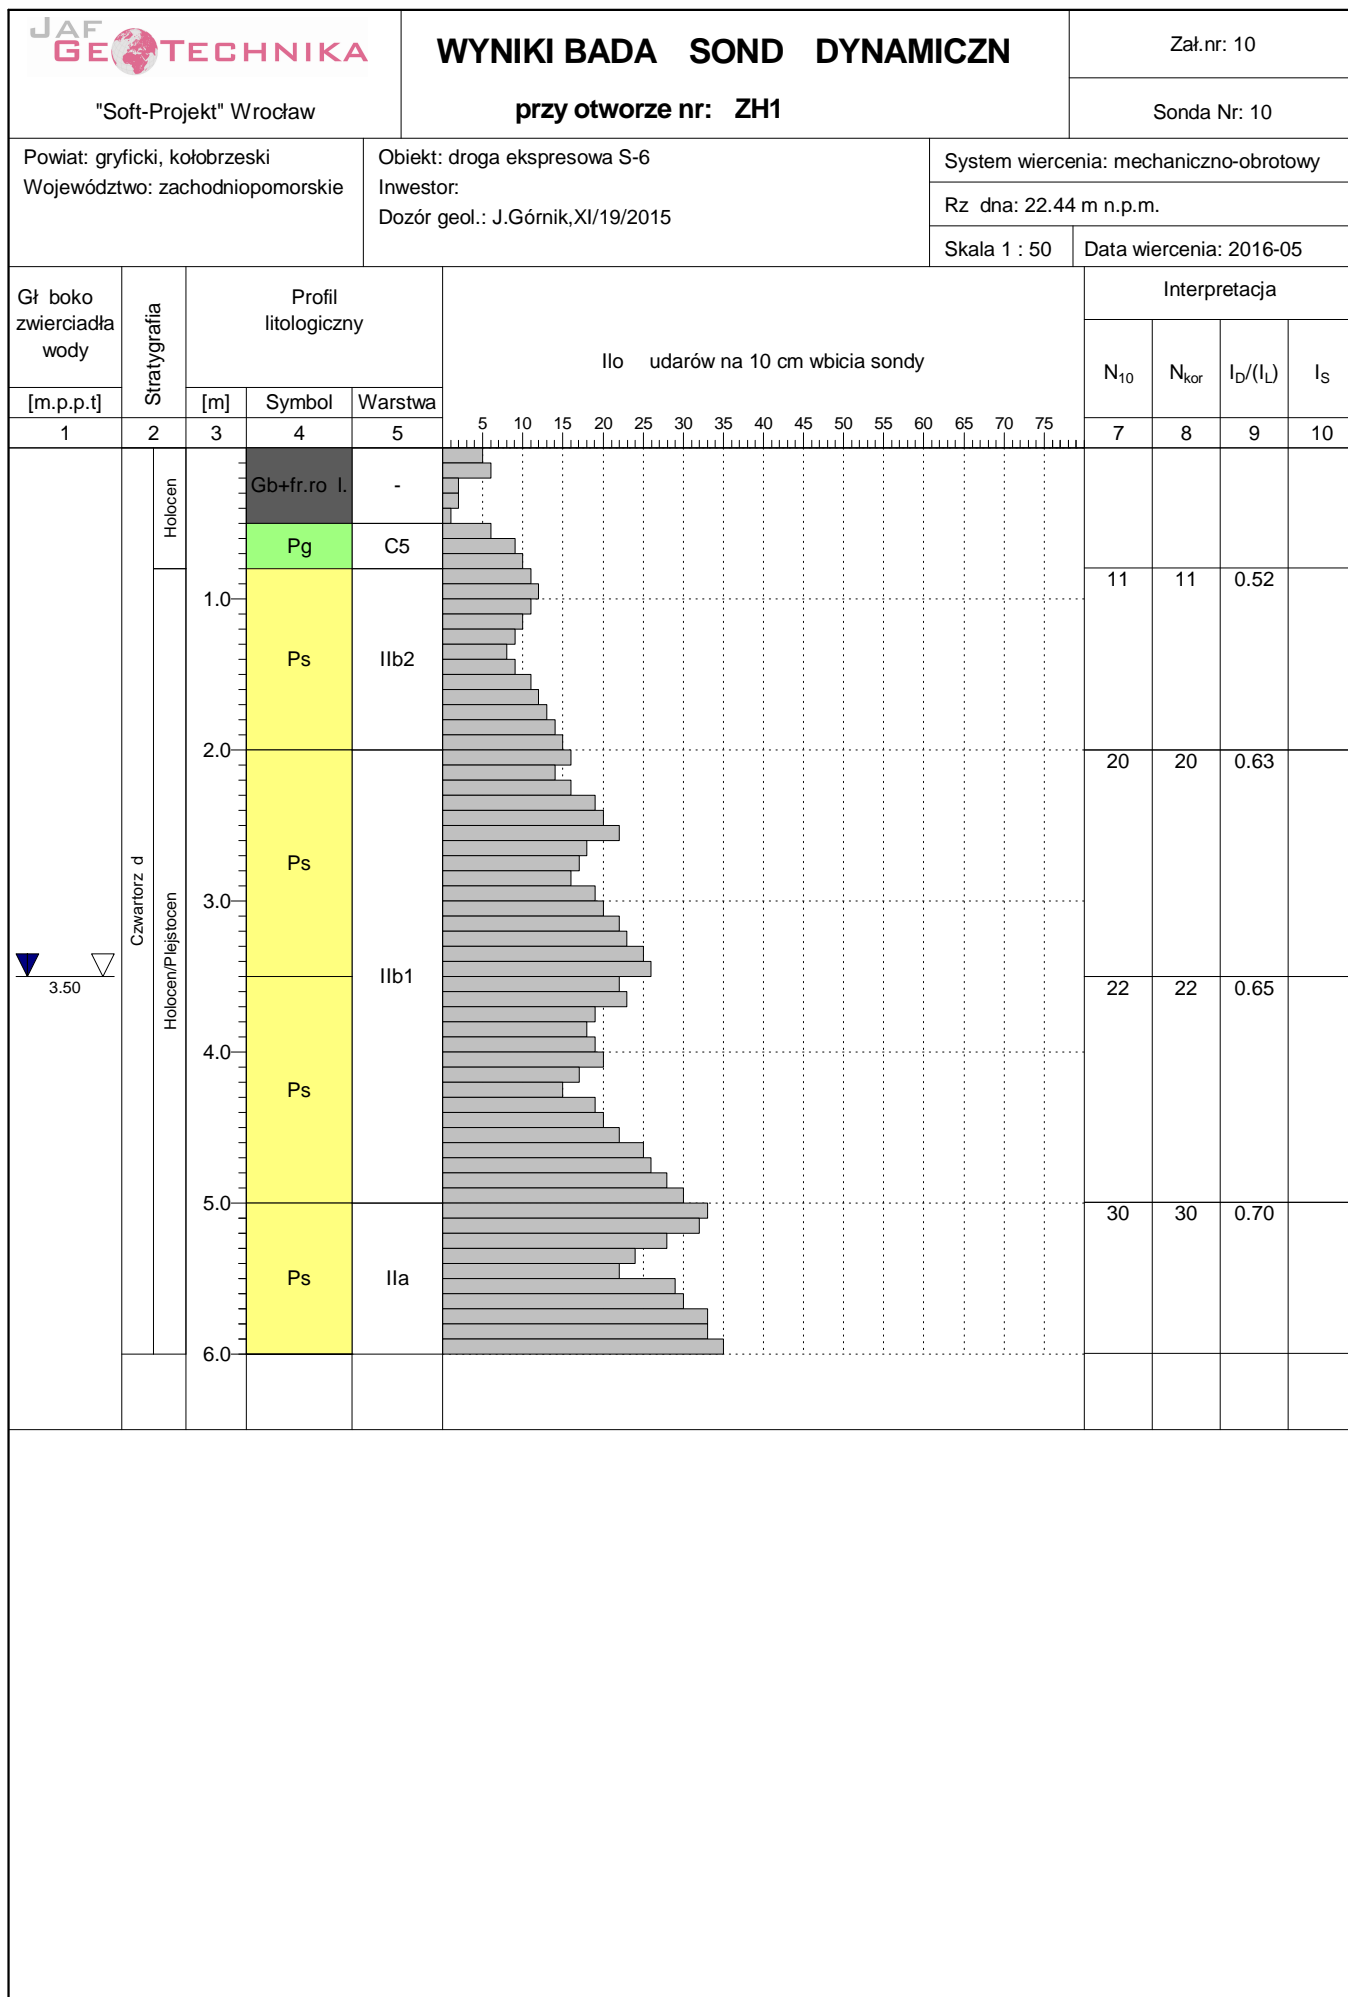 JAF
GEOTECHNIKA
"Soft-Projekt" Wrocław
WYNIKI BADA SOND DYNAMICZN
przy otworze nr: ZH1
Zał.nr: 10
Sonda Nr: 10
Powiat: gryficki, kołobrzeski
Województwo: zachodniopomorskie
Obiekt: droga ekspresowa S-6
Inwestor:
Dozór geol.: J.Górnik,XI/19/2015
System wiercenia: mechaniczno-obrotowy
Rz dna: 22.44 m n.p.m.
Skala 1 : 50
Data wiercenia: 2016-05
Gł boko
zwierciadła
wody
[m.p.p.t]
Stratygrafia
Profil
litologiczny
[m] Symbol Warstwa
Ilo udarów na 10 cm wbicia sondy
5 10 15 20 25 30 35 40 45 50 55 60 65 70 75
Interpretacja
N10 Nkor ID/(IL) IS
1 2 3 4 5 7 8 9 10
Czwartorz d
Holocen
Holocen/Plejstocen
Gb+fr.ro l. -
Pg C5
11 11 0.52
1.0
Ps IIb2
2.0
20 20 0.63
Ps
3.0
3.50
IIb1
22 22 0.65
4.0
Ps
5.0
30 30 0.70
Ps IIa
6.0